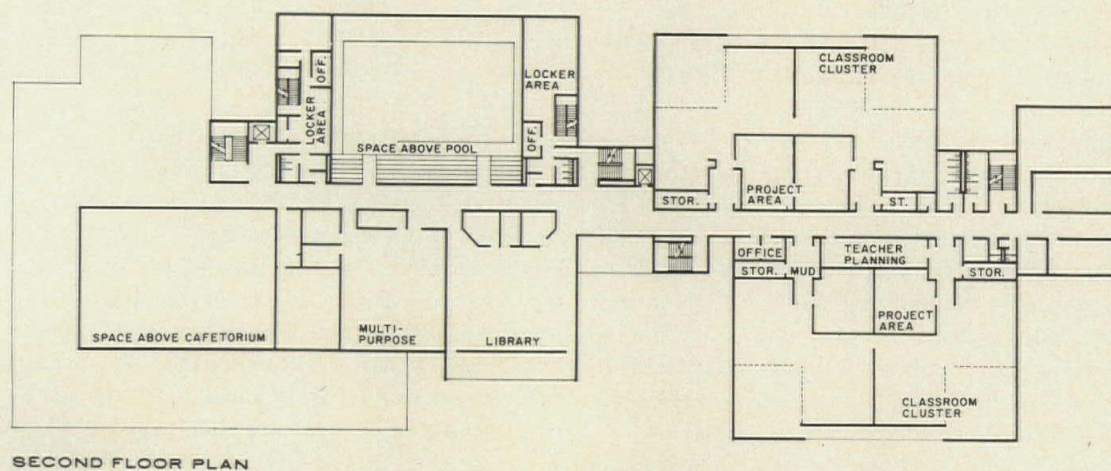 CLASSROOM
CLUSTER
OFF.
LOCKER
AREA
LOCKER
AREA
OFF.
SPACE ABOVE POOL
STOR.
PROJECT
AREA
ST.
OFFICE
TEACHER
PLANNING
STOR.
MUD
STOR.
PROJECT
AREA
SPACE ABOVE CAFETORIUM
MULTI-
PURPOSE
LIBRARY
CLASSROOM
CLUSTER
SECOND FLOOR PLAN